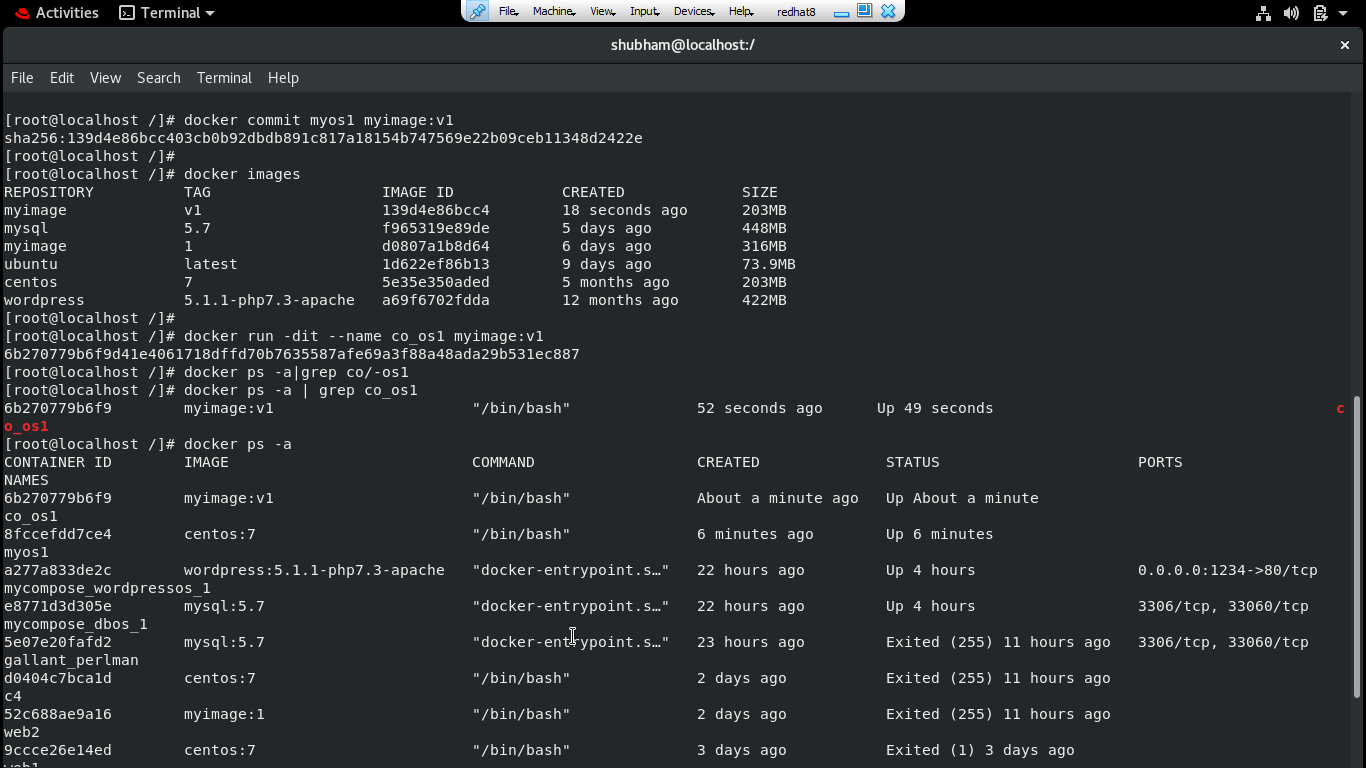 Activities Terminal File Machine View Input Devices Help redhat8
shubham@localhost:/
File Edit View Search Terminal Help
[root@localhost /]# docker commit myos1 myimage:v1
sha256:139d4e86bcc403cb0b92dbdb891c817a18154b747569e22b09ceb11348d2422e
[root@localhost /]#
[root@localhost /]# docker images
REPOSITORY TAG IMAGE ID CREATED SIZE
myimage v1 139d4e86bcc4 18 seconds ago 203MB
mysql 5.7 f965319e89de 5 days ago 448MB
myimage 1 d0807a1b8d64 6 days ago 316MB
ubuntu latest 1d622ef86b13 9 days ago 73.9MB
centos 7 5e35e350aded 5 months ago 203MB
wordpress 5.1.1-php7.3-apache a69f6702fdda 12 months ago 422MB
[root@localhost /]#
[root@localhost /]# docker run -dit --name co_os1 myimage:v1
6b270779b6f9d41e4061718dffd70b7635587afe69a3f88a48ada29b531ec887
[root@localhost /]# docker ps -a|grep co/-os1
[root@localhost /]# docker ps -a | grep co_os1
6b270779b6f9 myimage:v1 "/bin/bash" 52 seconds ago Up 49 seconds c
o_os1
[root@localhost /]# docker ps -a
CONTAINER ID IMAGE COMMAND CREATED STATUS PORTS
NAMES
6b270779b6f9 myimage:v1 "/bin/bash" About a minute ago Up About a minute
co_os1
8fccefdd7ce4 centos:7 "/bin/bash" 6 minutes ago Up 6 minutes
myos1
a277a833de2c wordpress:5.1.1-php7.3-apache "docker-entrypoint.s…" 22 hours ago Up 4 hours 0.0.0.0:1234->80/tcp
mycompose_wordpressos_1
e8771d3d305e mysql:5.7 "docker-entrypoint.s…" 22 hours ago Up 4 hours 3306/tcp, 33060/tcp
mycompose_dbos_1
5e07e20fafd2 mysql:5.7 "docker-entrypoint.s…" 23 hours ago Exited (255) 11 hours ago 3306/tcp, 33060/tcp
gallant_perlman
d0404c7bca1d centos:7 "/bin/bash" 2 days ago Exited (255) 11 hours ago
c4
52c688ae9a16 myimage:1 "/bin/bash" 2 days ago Exited (255) 11 hours ago
web2
9ccce26e14ed centos:7 "/bin/bash" 3 days ago Exited (1) 3 days ago